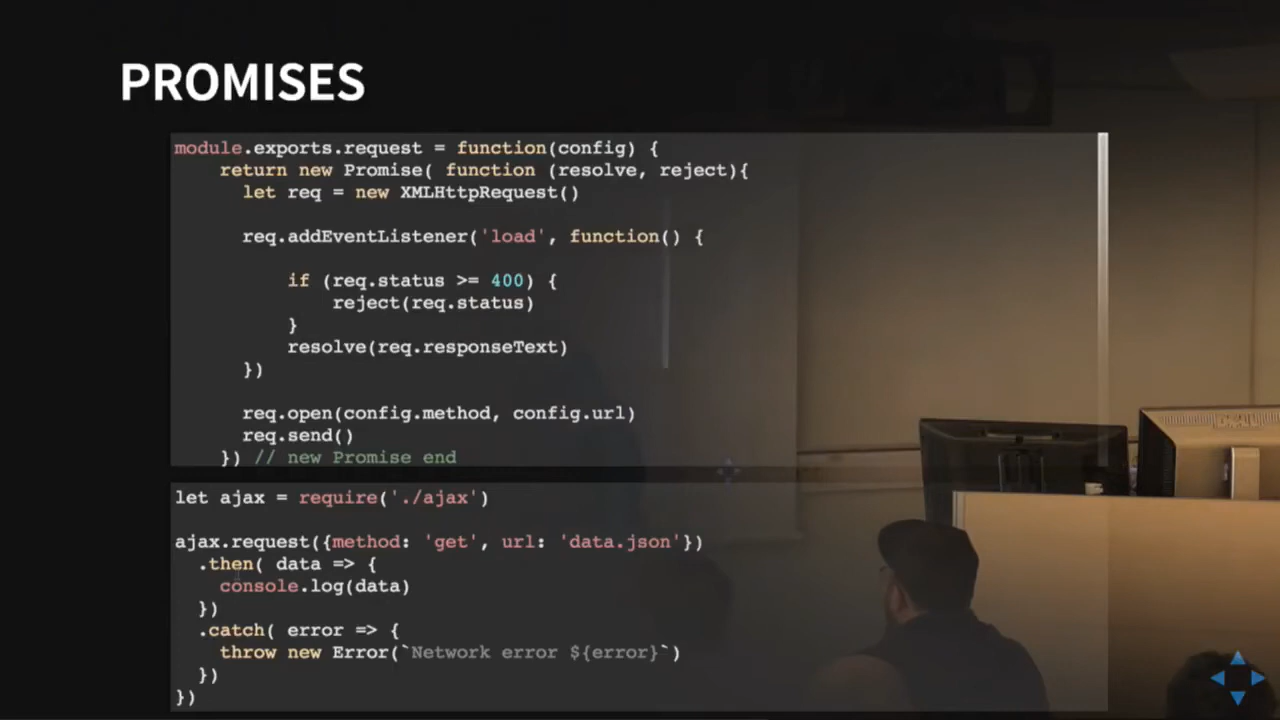 PROMISES
module.exports.request = function(config) {
return new Promise( function (resolve, reject){
let req = new XMLHttpRequest()
req.addEventListener('load', function() {
if (req.status >= 400) {
reject(req.status)
}
resolve(req.responseText)
})
req.open(config.method, config.url)
req.send()
}) // new Promise end
let ajax = require('./ajax')
ajax.request({method: 'get', url: 'data.json'})
.then( data => {
console.log(data)
})
.catch( error => {
throw new Error(`Network error ${error}`)
})
})
DELL